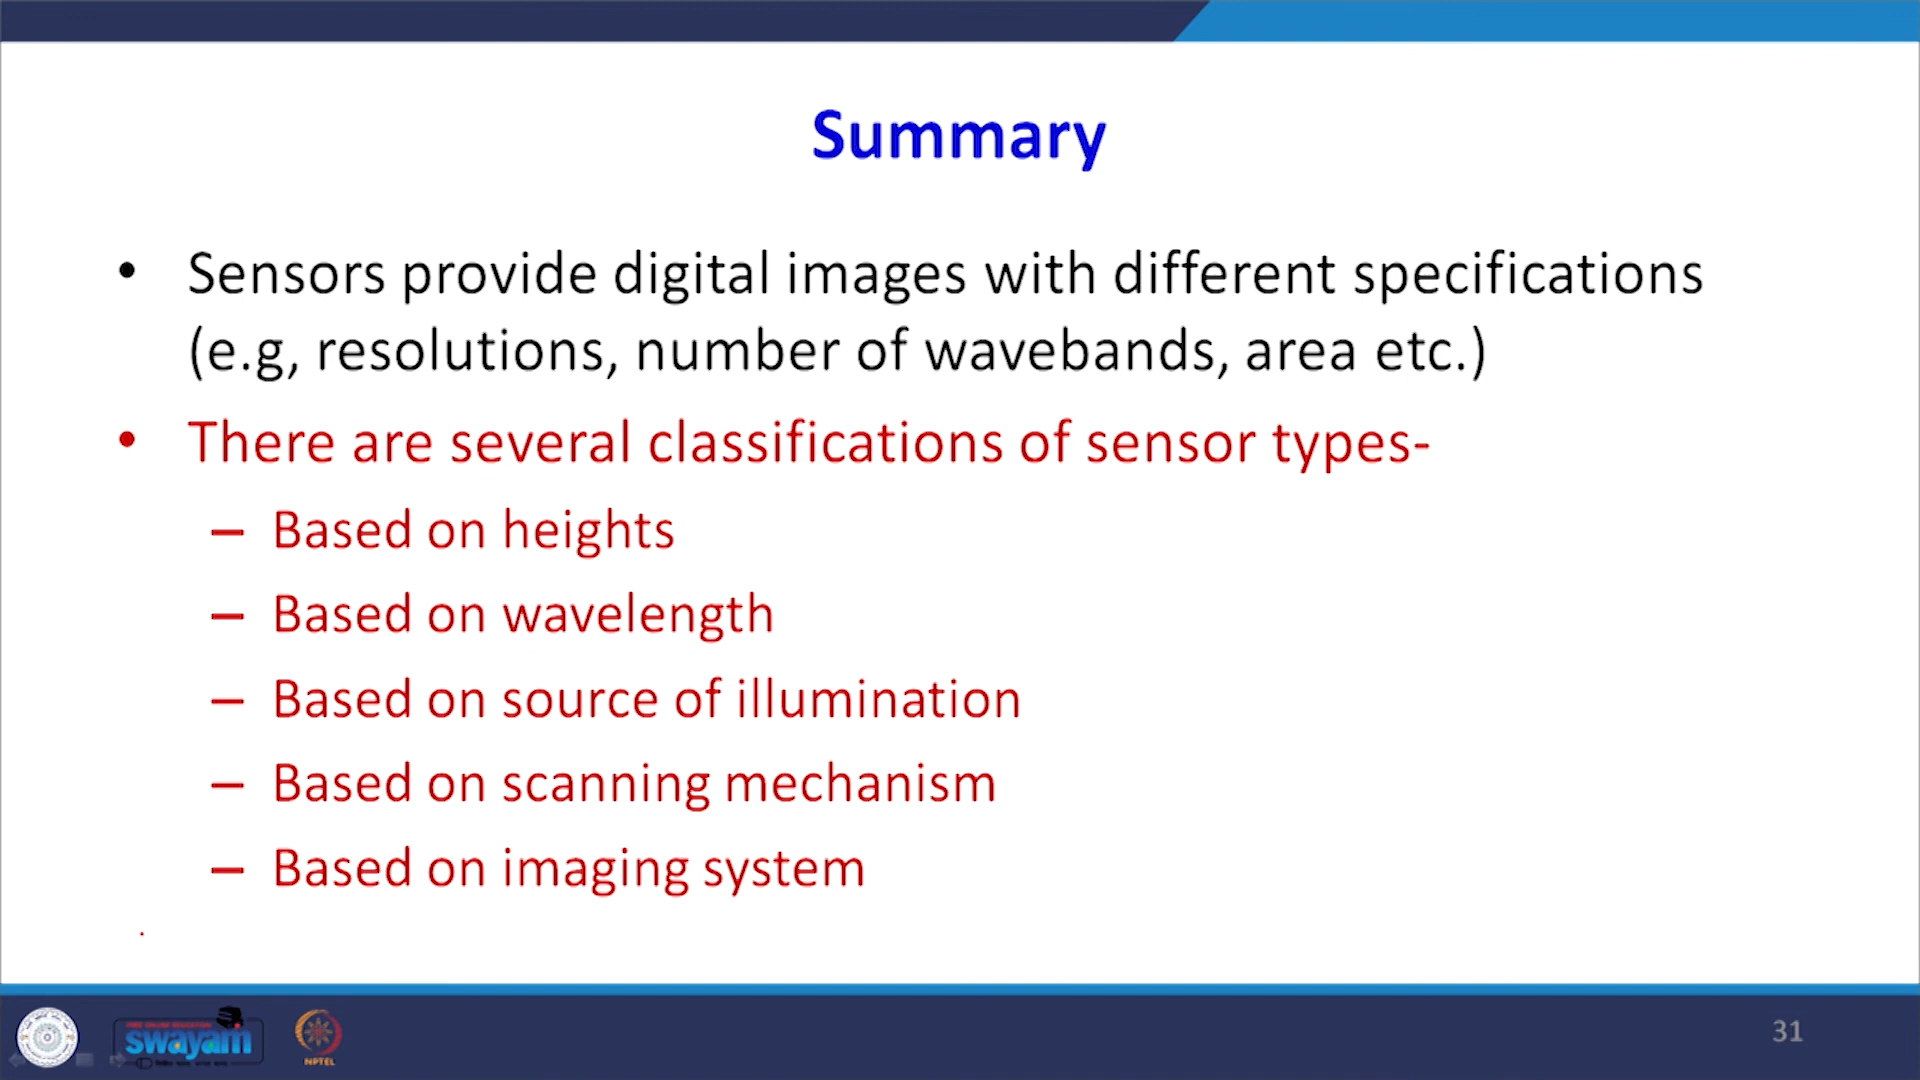 Summary
• Sensors provide digital images with different specifications
(e.g, resolutions, number of wavebands, area etc.)
• There are several classifications of sensor types-
– Based on heights
– Based on wavelength
– Based on source of illumination
– Based on scanning mechanism
– Based on imaging system
.
swayam
NPTEL
31